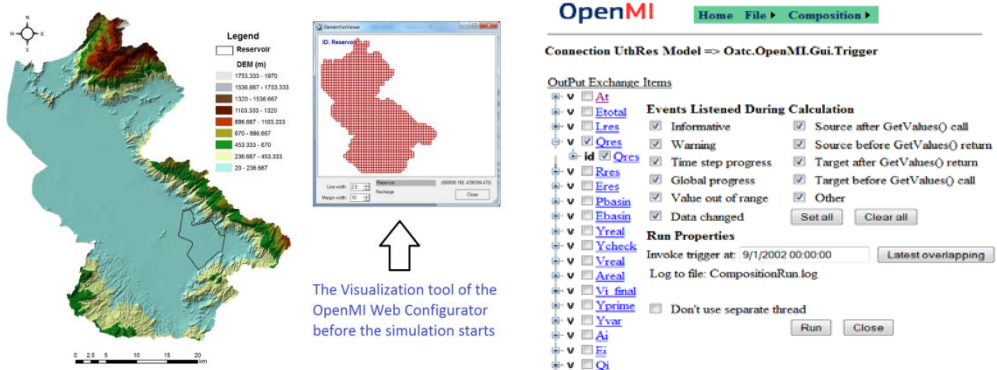 N
W
E
S
Legend
Reservoir
DEM (m)
1753.333 - 1970
1536.667 - 1753.333
1320 - 1536.667
1103.333 - 1320
886.667 - 1103.333
670 - 886.667
453.333 - 670
236.667 - 453.333
20 - 236.667
0 2.5 5 10 15 20
km
ElementSetViewer
ID: Reservoir
Line width: 2.0
Margin width: 10
Reservoir
Recharge
Close
The Visualization tool of the
OpenMI Web Configurator
before the simulation starts
OpenMI
Home File Composition
Connection UthRes Model => Oatc.OpenMI.Gui.Trigger
OutPut Exchange Items
v At
v Etotal
v Lres
v Qres
id Qres
v Rres
v Eres
v Pbasin
v Ebasin
v Yreal
v Ycheck
v Vreal
v Areal
v Vi_final
v Yprime
v Yvar
v Ai
v Ei
v Qi
Events Listened During Calculation
Informative
Source after GetValues() call
Warning
Source before GetValues() return
Time step progress
Target after GetValues() return
Global progress
Target before GetValues() call
Value out of range
Other
Data changed
Set all
Clear all
Run Properties
Invoke trigger at: 9/1/2002 00:00:00
Latest overlapping
Log to file: CompositionRun.log
Don't use separate thread
Run
Close